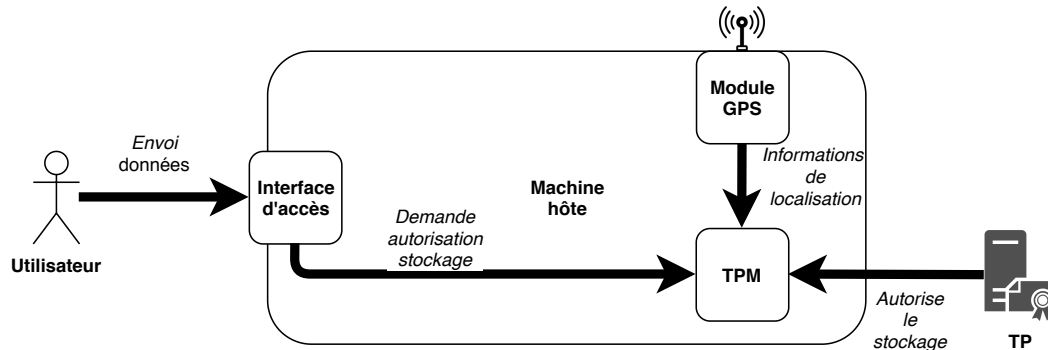 Module
GPS
Envoi
données
Informations
de
localisation
Interface
d'accès
Machine
hôte
Demande
autorisation
stockage
Utilisateur
TPM
Autorise
le
stockage
TP